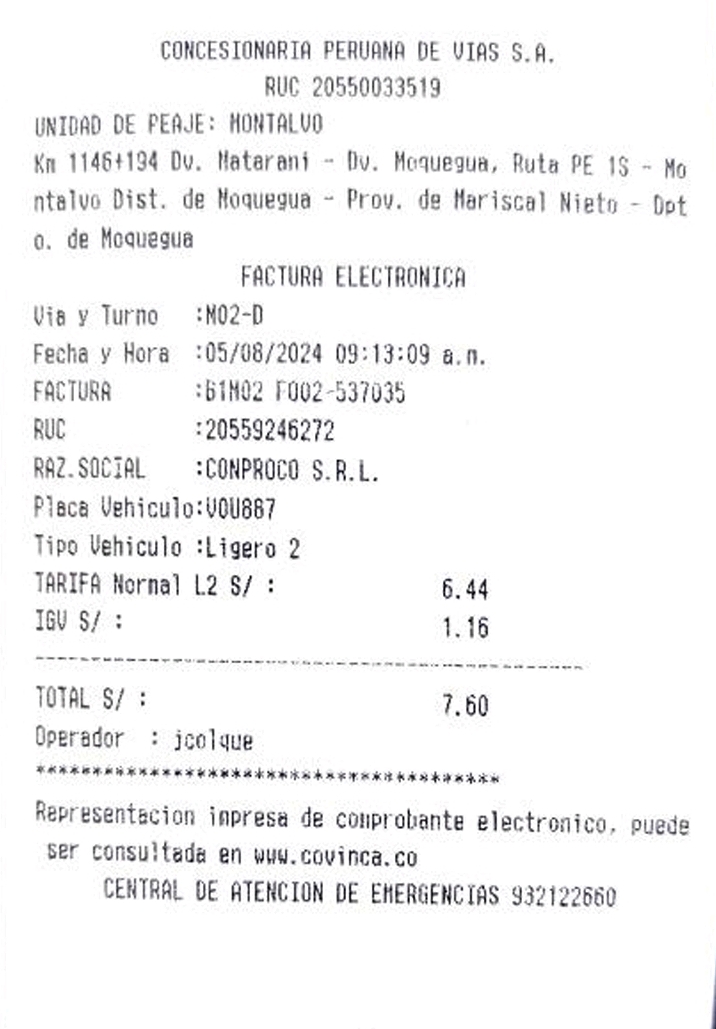 CONCESIONARIA PERUANA DE VIAS S.A.
RUC 20550033519
UNIDAD DE PEAJE: MONTALVO
Km 1146+194 Dv. Matarani - Dv. Moquegua, Ruta PE 1S - Mo
ntalvo Dist. de Moquegua - Prov. de Mariscal Nieto - Dpt
o. de Moquegua
FACTURA ELECTRONICA
Via y Turno :M02-D
Fecha y Hora :05/08/2024 09:13:09 a.m.
FACTURA :61M02 F002-537035
RUC :20559246272
RAZ.SOCIAL :CONPROCO S.R.L.
Placa Vehiculo:VOU887
Tipo Vehiculo :Ligero 2
TARIFA Normal L2 S/ : 6.44
IGV S/ : 1.16
----------------------------------------------------------
TOTAL S/ : 7.60
Operador : jcolque
****************************************
Representacion impresa de comprobante electronico, puede
ser consultada en www.covinca.co
CENTRAL DE ATENCION DE EMERGENCIAS 932122660